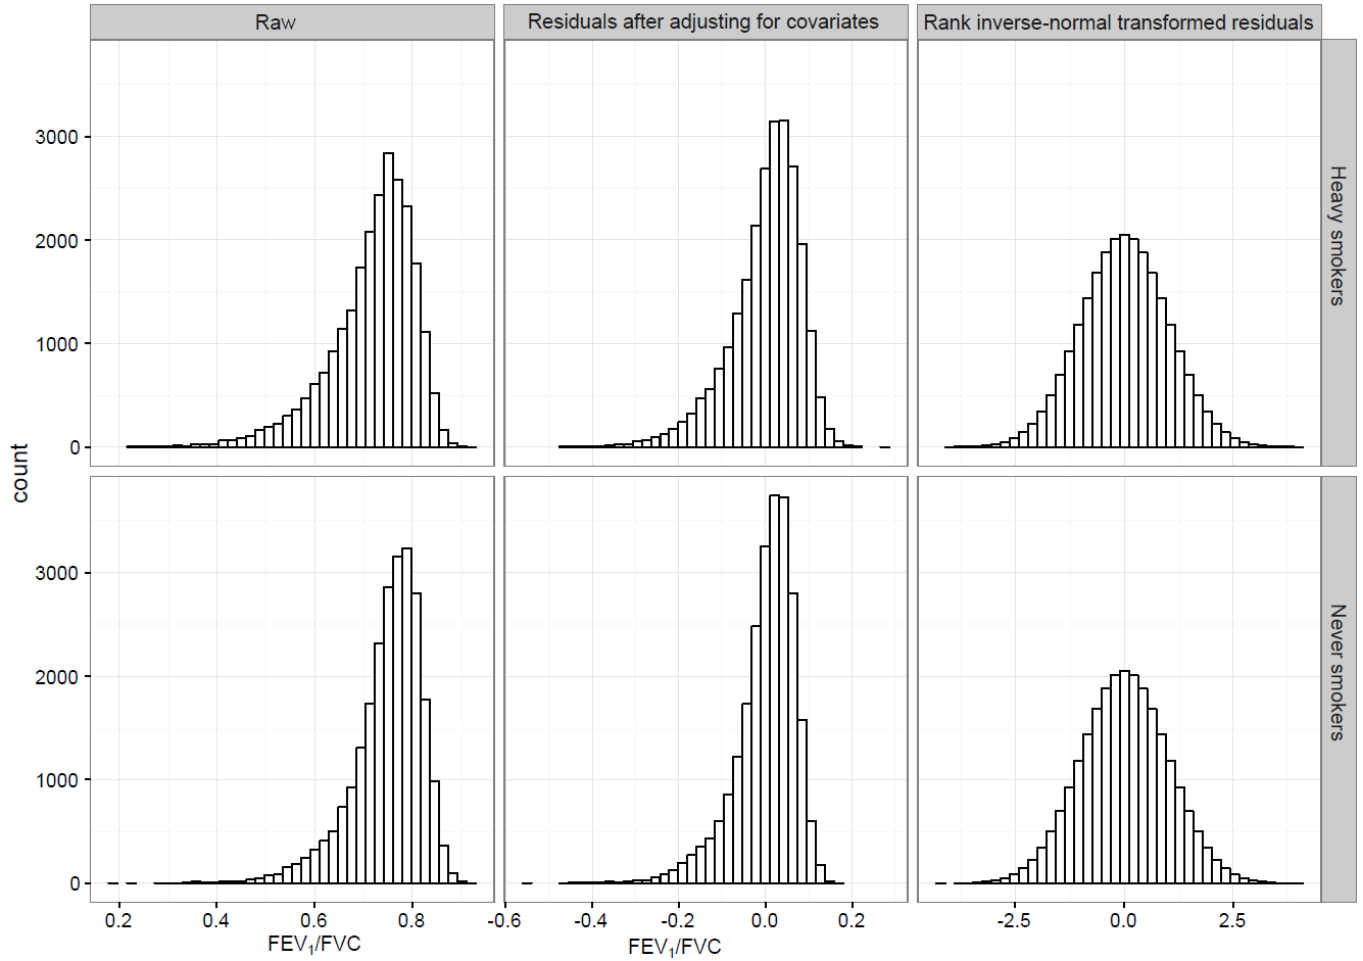 Raw
Residuals after adjusting for covariates
Rank inverse-normal transformed residuals
count
3000
2000
1000
0
Heavy smokers
3000
2000
1000
0
Never smokers
0.2 0.4 0.6 0.8
-0.6 -0.4 -0.2 0.0 0.2
-2.5 0.0 2.5
FEV₁/FVC
FEV₁/FVC